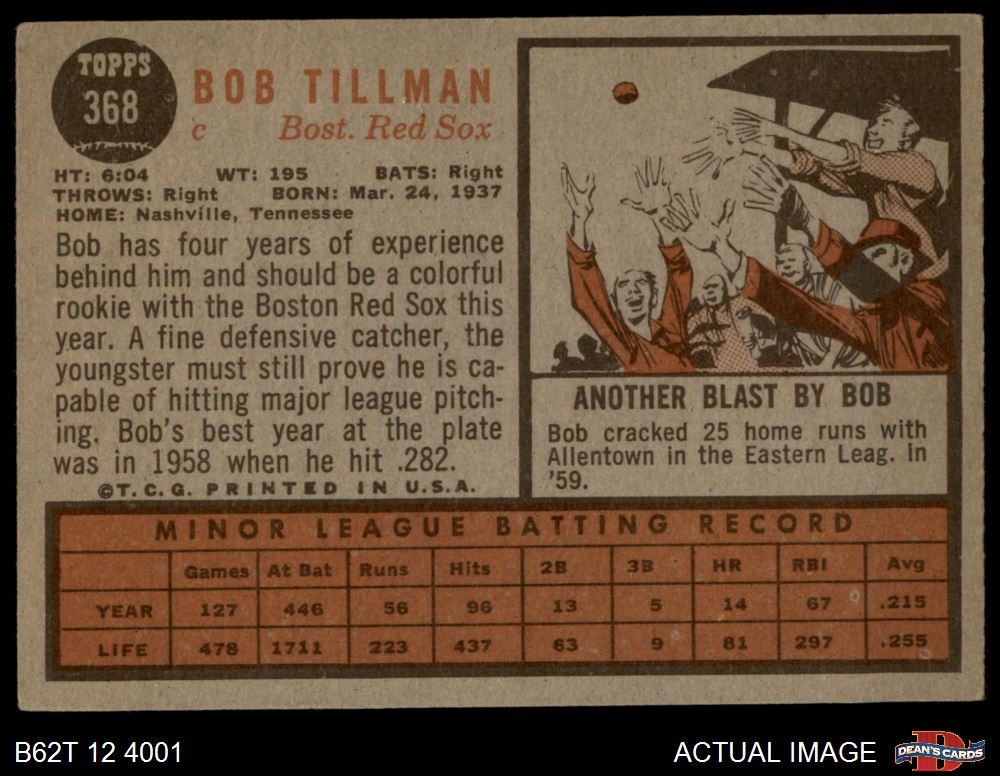 TOPPS
368
BOB TILLMAN
c Bost. Red Sox
HT: 6:04 WT: 195 BATS: Right
THROWS: Right BORN: Mar. 24, 1937
HOME: Nashville, Tennessee
Bob has four years of experience
behind him and should be a colorful
rookie with the Boston Red Sox this
year. A fine defensive catcher, the
youngster must still prove he is ca-
pable of hitting major league pitch-
ing. Bob's best year at the plate
was in 1958 when he hit .282.
©T.C.G. PRINTED IN U.S.A.
ANOTHER BLAST BY BOB
Bob cracked 25 home runs with
Allentown in the Eastern Leag. in
'59.
MINOR LEAGUE BATTING RECORD
Games At Bat Runs Hits 2B 3B HR RBI Avg
YEAR 127 446 56 96 13 5 14 67 .215
LIFE 478 1711 223 437 63 9 81 297 .255
B62T 12 4001
ACTUAL IMAGE
DEAN'S CARDS